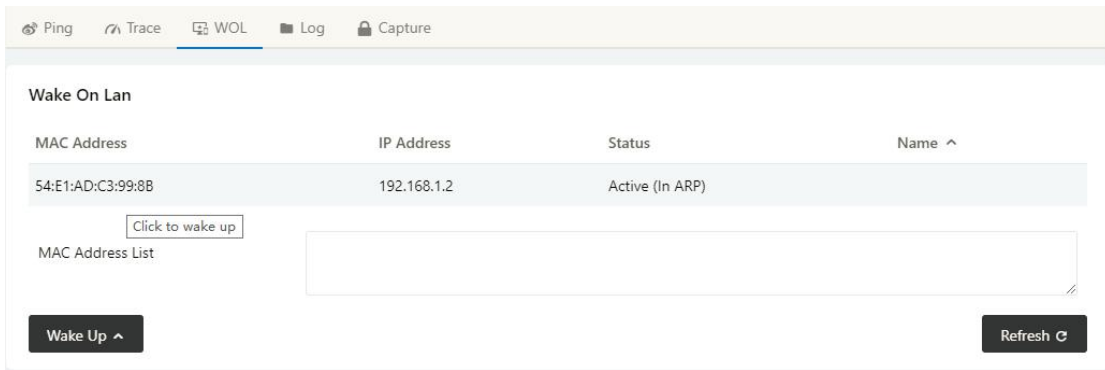 Ping Trace WOL Log Capture
Wake On Lan
MAC Address IP Address Status Name
54:E1:AD:C3:99:8B 192.168.1.2 Active (In ARP)
Click to wake up
MAC Address List
Wake Up Refresh